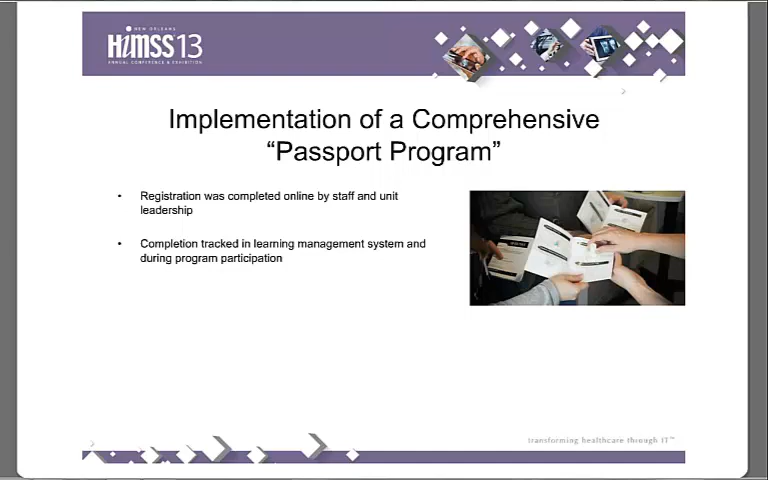 NEW ORLEANS
HiMSS13
ANNUAL CONFERENCE & EXHIBITION
Implementation of a Comprehensive
“Passport Program”
• Registration was completed online by staff and unit
leadership
• Completion tracked in learning management system and
during program participation
transforming healthcare through IT™